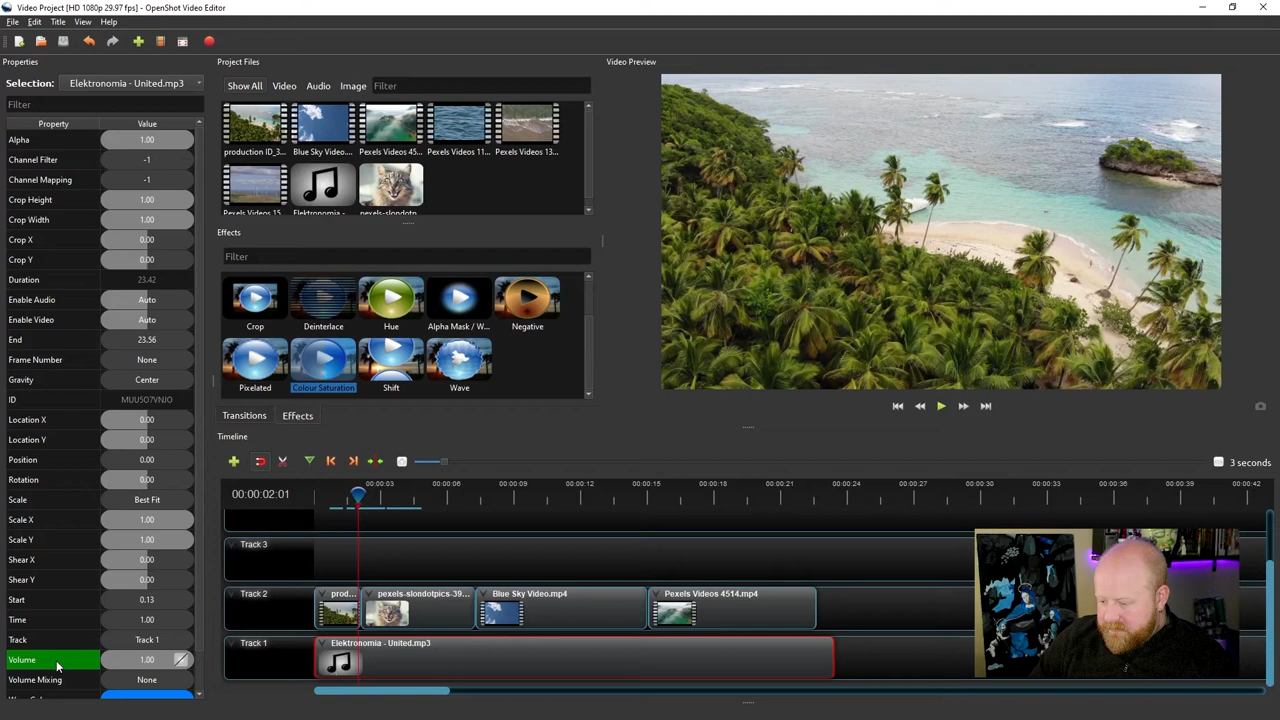 Video Project [HD 1080p 29.97 fps] - OpenShot Video Editor
File Edit Title View Help
Properties
Selection: Elektronomia - United.mp3
Filter
Property Value
Alpha 1.00
Channel Filter -1
Channel Mapping -1
Crop Height 1.00
Crop Width 1.00
Crop X 0.00
Crop Y 0.00
Duration 23.42
Enable Audio Auto
Enable Video Auto
End 23.56
Frame Number None
Gravity Center
ID MUU5O7VNJO
Location X 0.00
Location Y 0.00
Position 0.00
Rotation 0.00
Scale Best Fit
Scale X 1.00
Scale Y 1.00
Shear X 0.00
Shear Y 0.00
Start 0.13
Time 1.00
Track Track 1
Volume 1.00
Volume Mixing None
Project Files
Show All Video Audio Image Filter
production ID_3... Blue Sky Video.... Pexels Videos 45... Pexels Videos 11... Pexels Videos 13...
Pexels Videos 15... Elektronomia -... pexels-slondotp...
Effects
Filter
Crop Deinterlace Hue Alpha Mask / W... Negative
Pixelated Colour Saturation Shift Wave
Transitions Effects
Video Preview
Timeline
3 seconds
00:00:02:01
00:00:03 00:00:06 00:00:09 00:00:12 00:00:15 00:00:18 00:00:21 00:00:24 00:00:27 00:00:30 00:00:33 00:00:36 00:00:39 00:00:42
Track 3
Track 2 prod... pexels-slondotpics-39... Blue Sky Video.mp4 Pexels Videos 4514.mp4
Track 1 Elektronomia - United.mp3